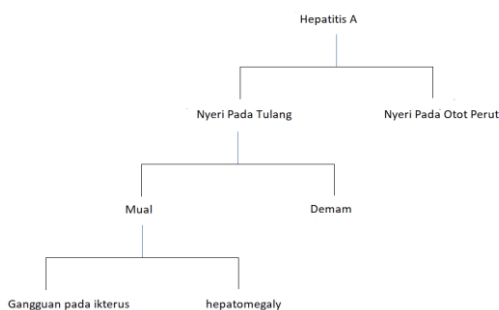 Hepatitis A
Nyeri Pada Tulang
Nyeri Pada Otot Perut
Mual
Demam
Gangguan pada ikterus
hepatomegaly